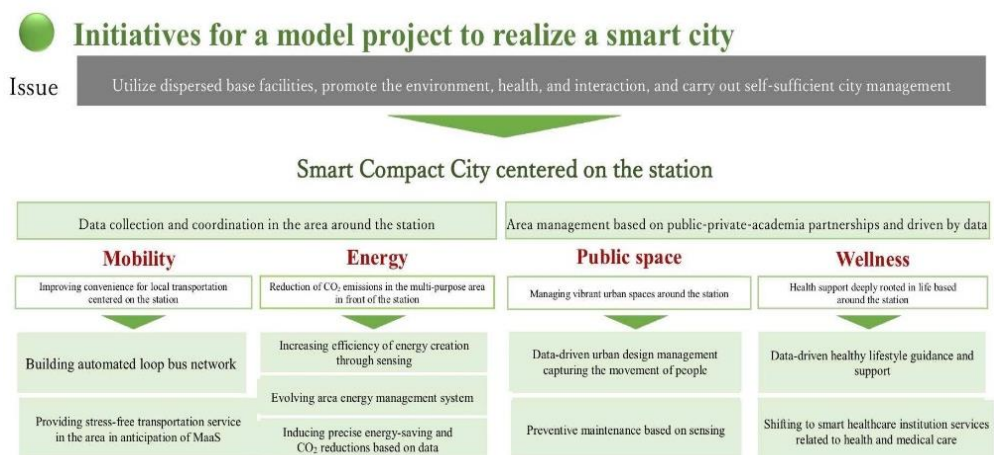 Initiatives for a model project to realize a smart city
Issue
Utilize dispersed base facilities, promote the environment, health, and interaction, and carry out self-sufficient city management
Smart Compact City centered on the station
Data collection and coordination in the area around the station
Area management based on public-private-academia partnerships and driven by data
Mobility
Improving convenience for local transportation
centered on the station
Building automated loop bus network
Providing stress-free transportation service
in the area in anticipation of MaaS
Energy
Reduction of CO₂ emissions in the multi-purpose area
in front of the station
Increasing efficiency of energy creation
through sensing
Evolving area energy management system
Inducing precise energy-saving and
CO₂ reductions based on data
Public space
Managing vibrant urban spaces around the station
Data-driven urban design management
capturing the movement of people
Preventive maintenance based on sensing
Wellness
Health support deeply rooted in life based
around the station
Data-driven healthy lifestyle guidance and
support
Shifting to smart healthcare institution services
related to health and medical care